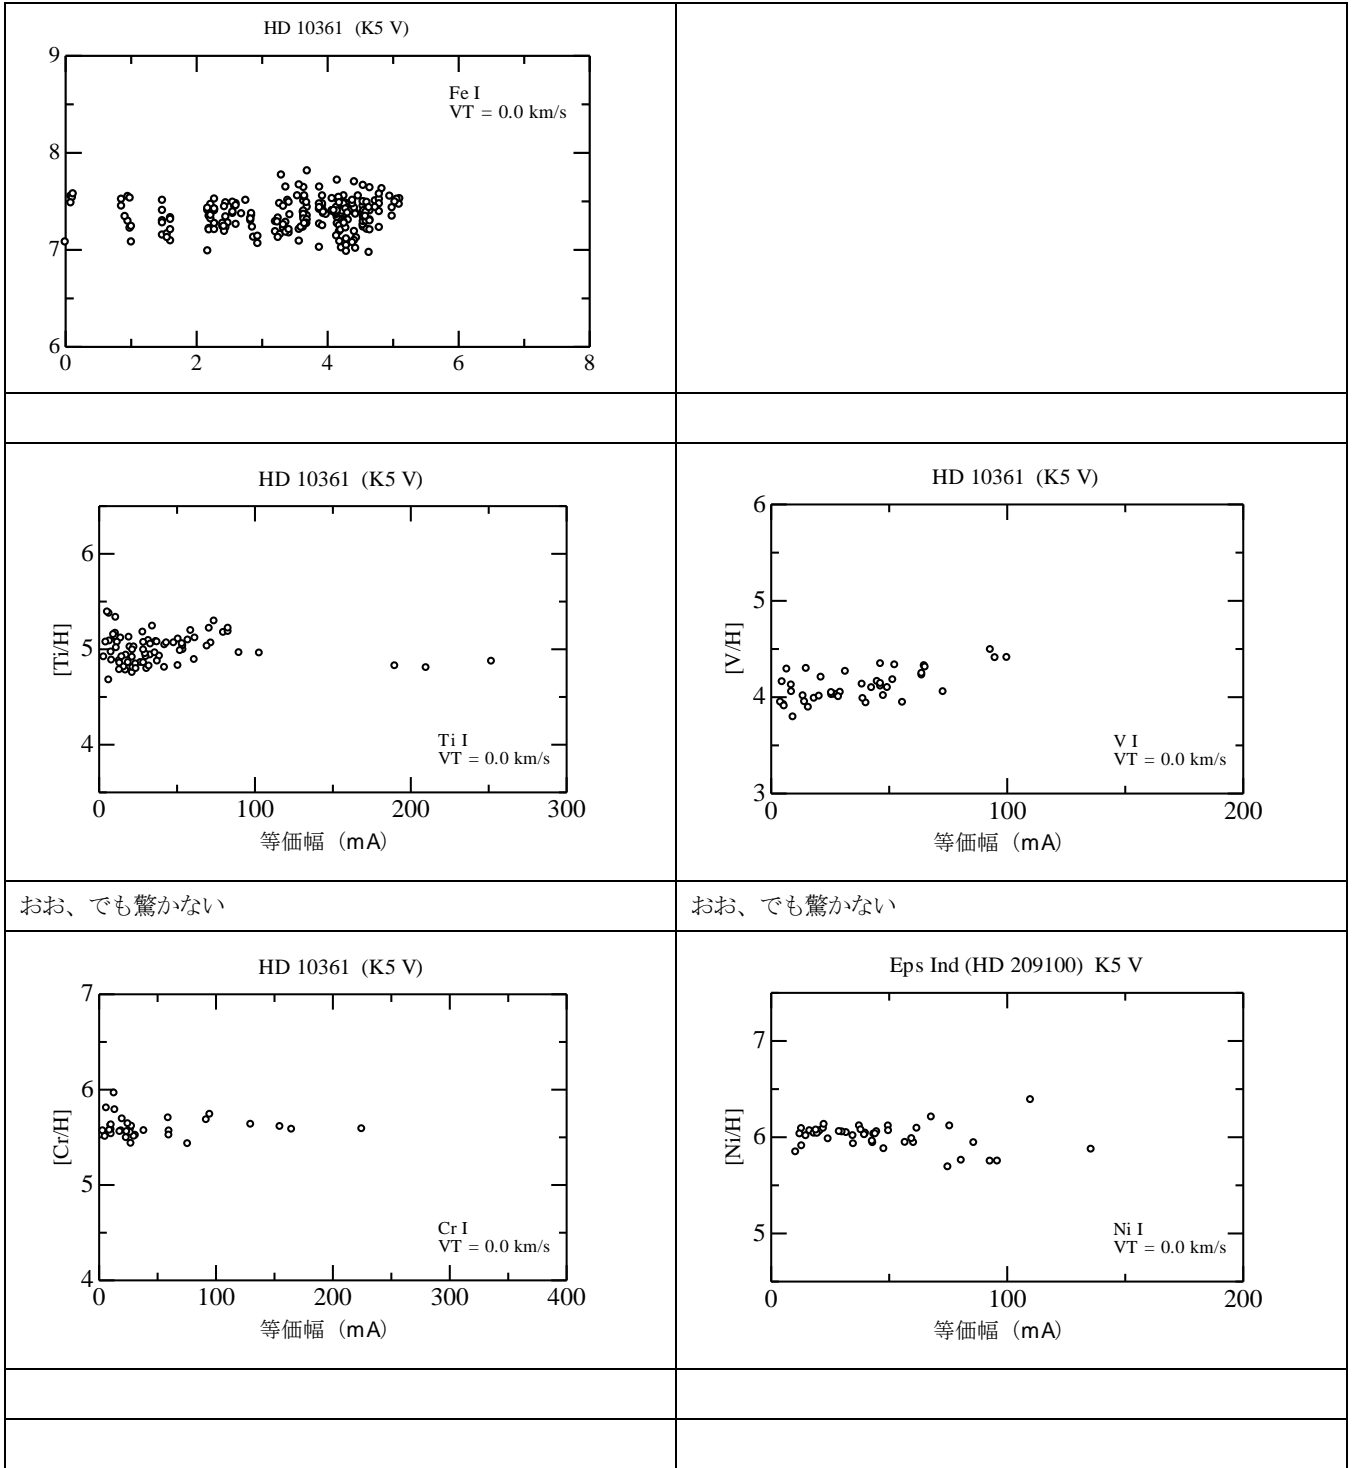 HD 10361 (K5 V)
9
Fe I
VT = 0.0 km/s
8
7
6
0 2 4 6 8
HD 10361 (K5 V)
6
5
4
[Ti/H]
Ti I
VT = 0.0 km/s
0 100 200 300
等価幅 (mA)
HD 10361 (K5 V)
6
5
4
3
[V/H]
V I
VT = 0.0 km/s
0 100 200
等価幅 (mA)
おお、でも驚かない
おお、でも驚かない
HD 10361 (K5 V)
7
6
5
4
[Cr/H]
Cr I
VT = 0.0 km/s
0 100 200 300 400
等価幅 (mA)
Eps Ind (HD 209100) K5 V
7
6
5
[Ni/H]
Ni I
VT = 0.0 km/s
0 100 200
等価幅 (mA)